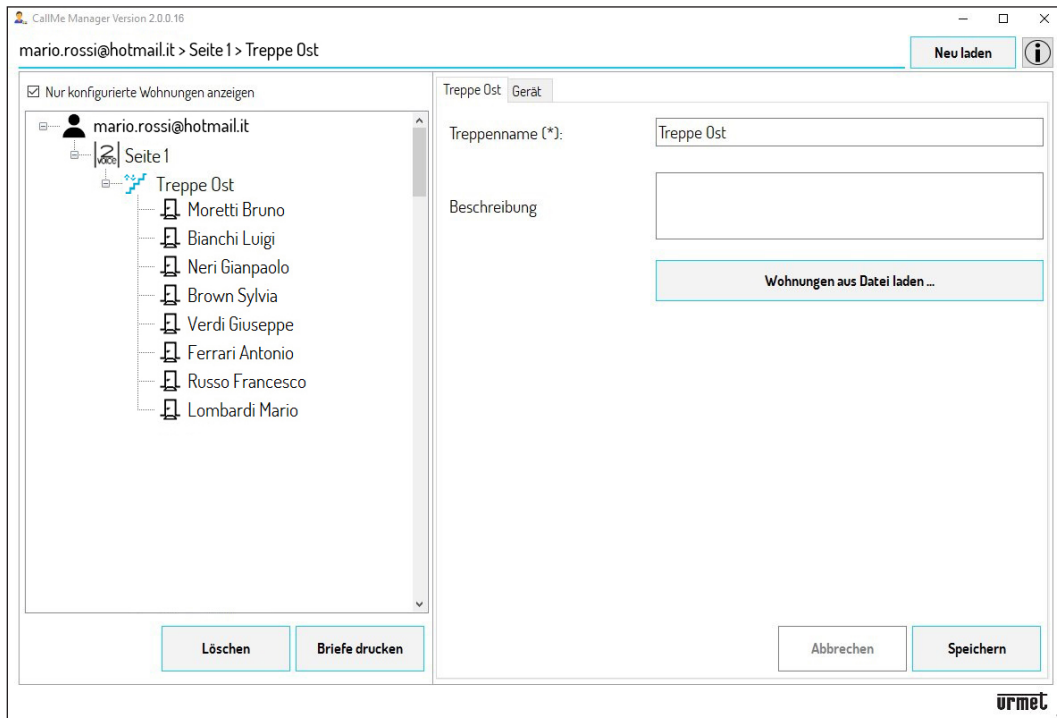 CallMe Manager Version 2.0.0.16
mario.rossi@hotmail.it > Seite 1 > Treppe Ost
Neu laden
Nur konfigurierte Wohnungen anzeigen
mario.rossi@hotmail.it
2 voice Seite 1
Treppe Ost
Moretti Bruno
Bianchi Luigi
Neri Gianpaolo
Brown Sylvia
Verdi Giuseppe
Ferrari Antonio
Russo Francesco
Lombardi Mario
Löschen
Briefe drucken
Treppe Ost Gerät
Treppenname (*): Treppe Ost
Beschreibung
Wohnungen aus Datei laden ...
Abbrechen
Speichern
urmet